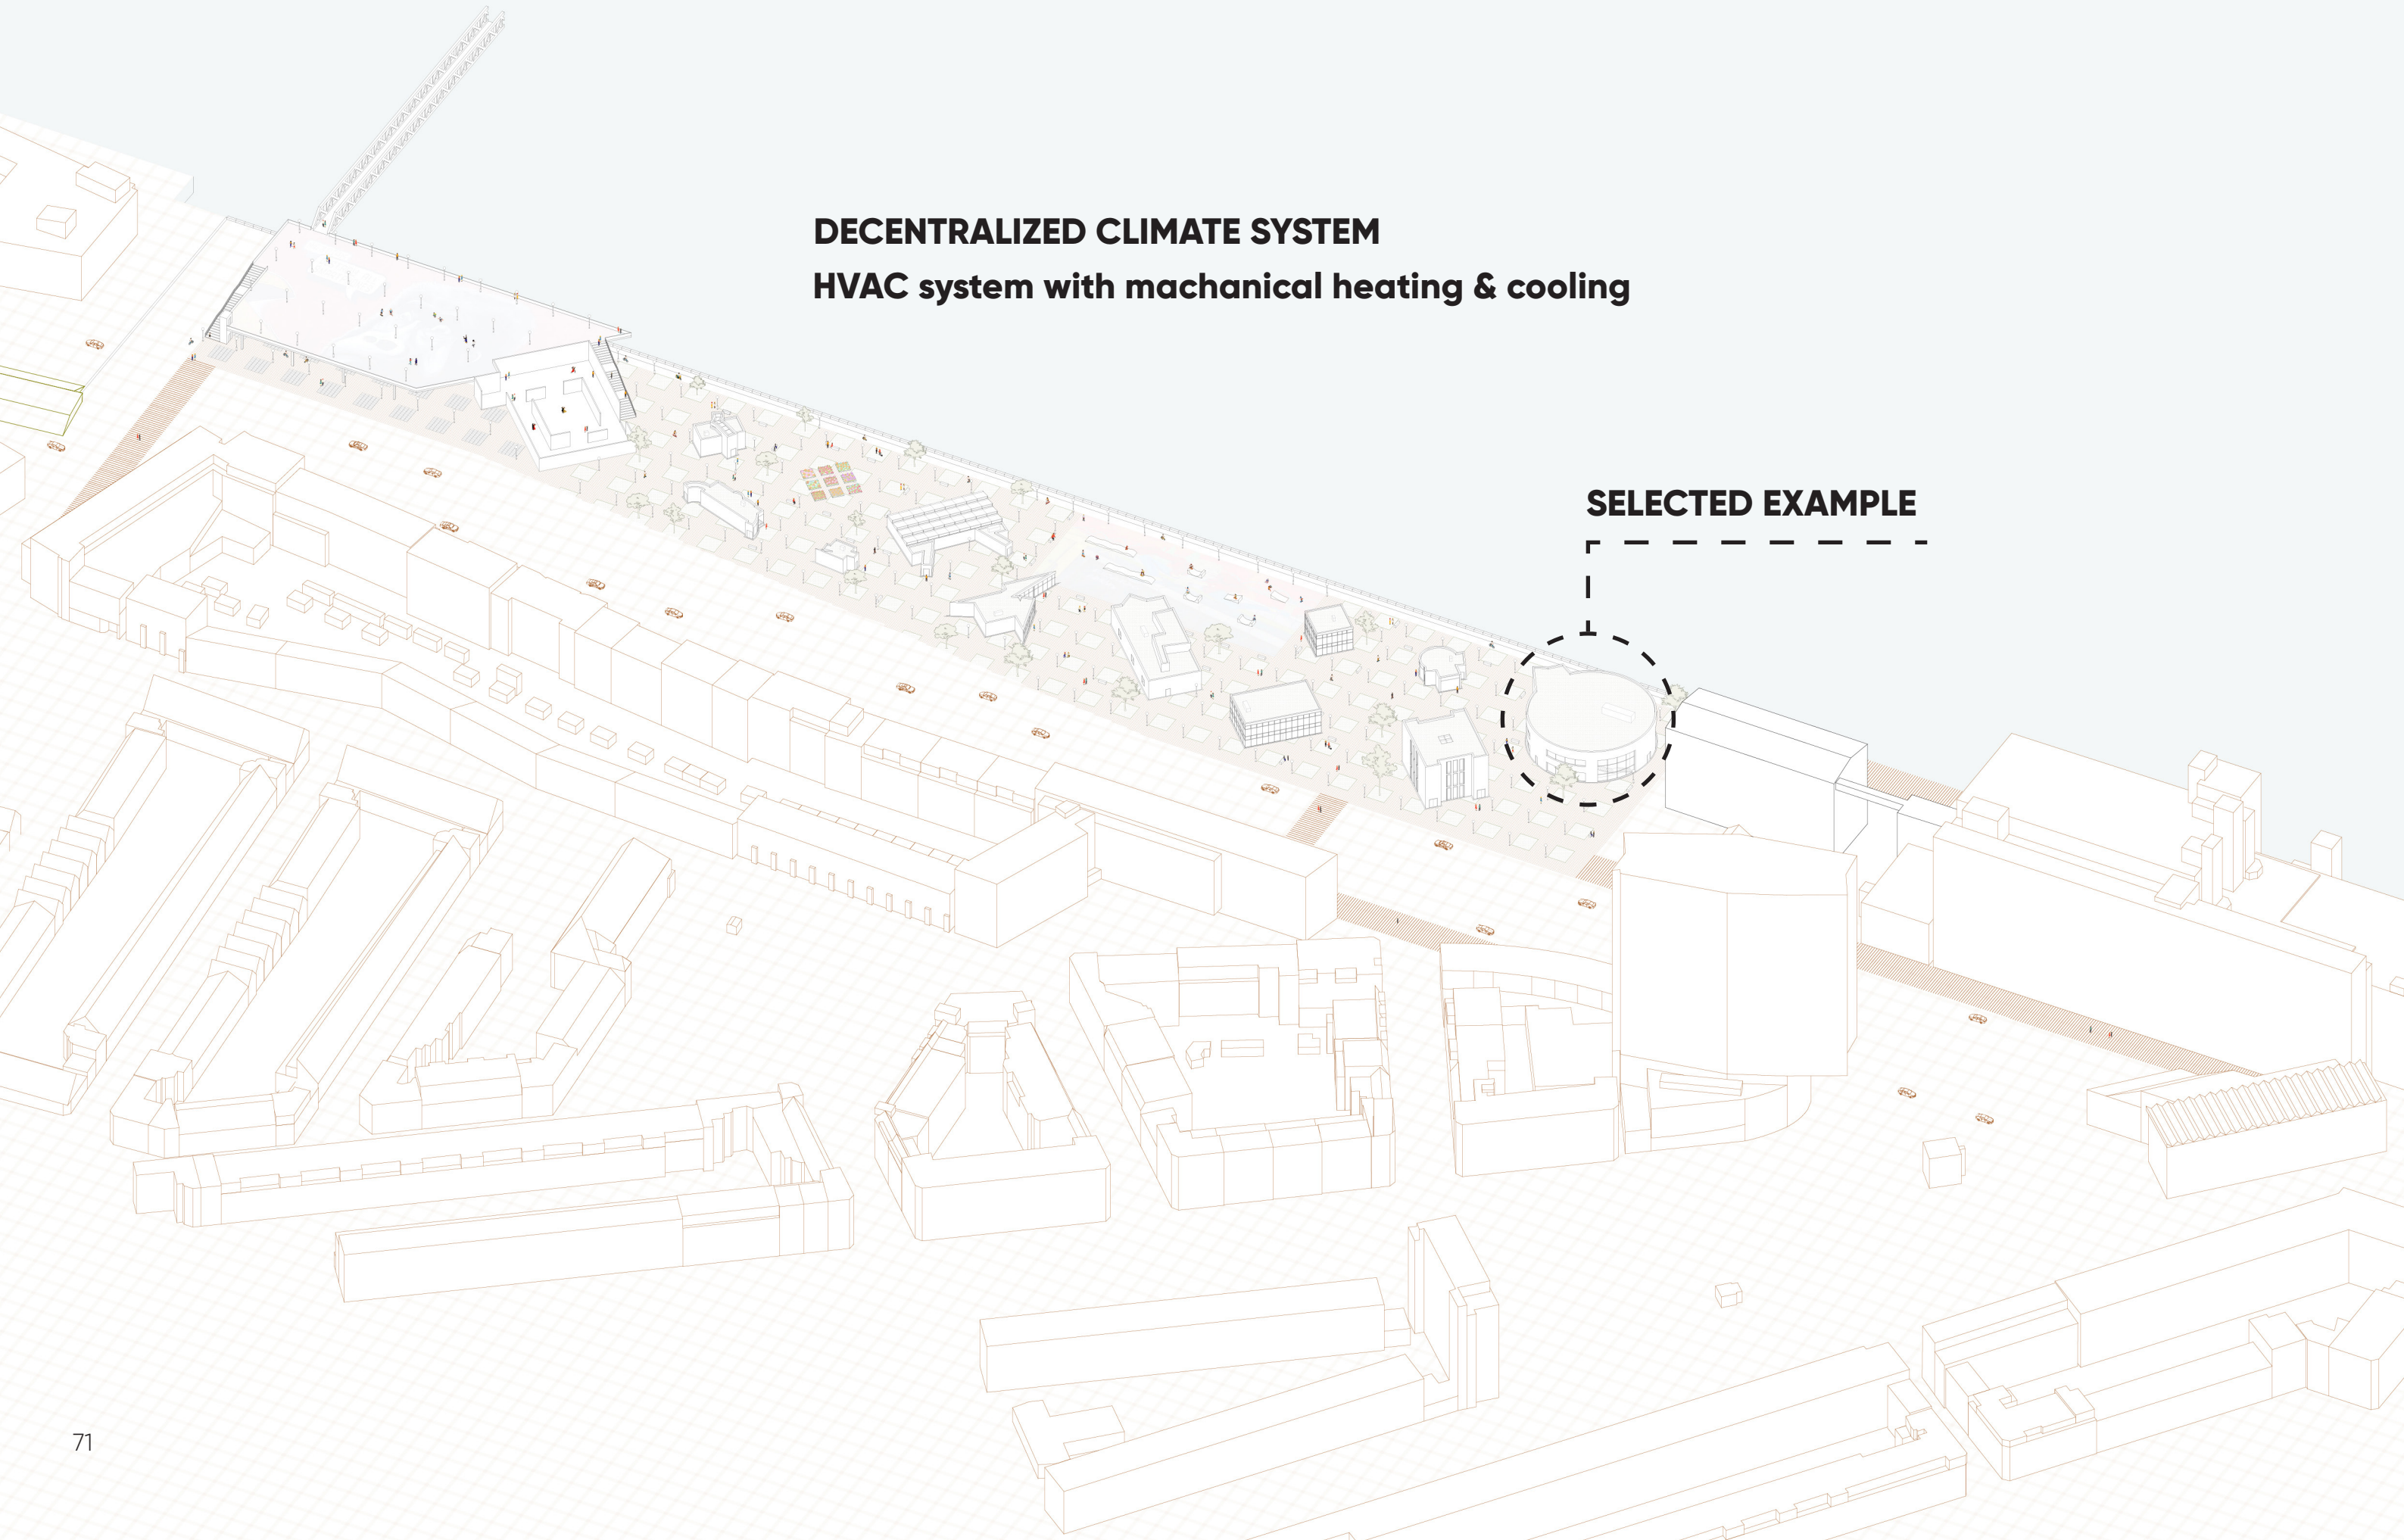 DECENTRALIZED CLIMATE SYSTEM
HVAC system with machanical heating & cooling
SELECTED EXAMPLE
71